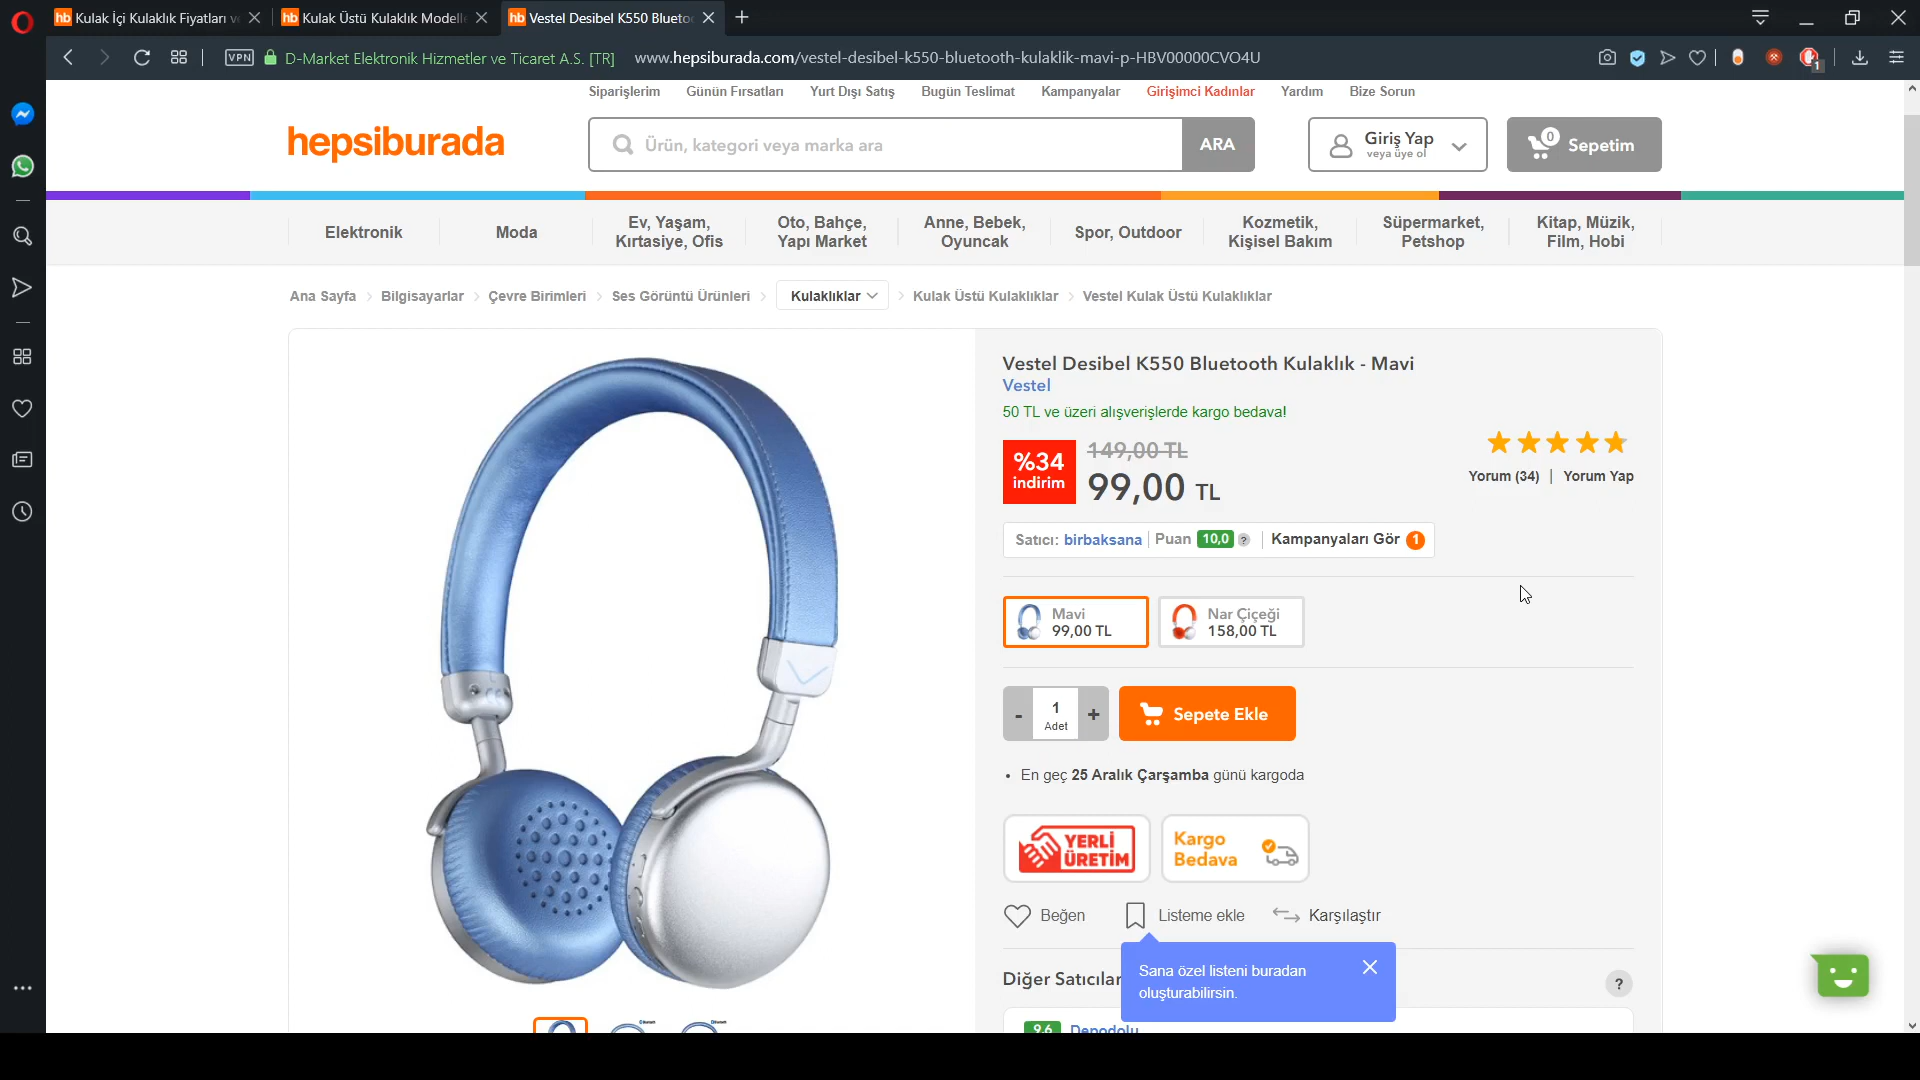 Kulak İçi Kulaklık Fiyatları v
Kulak Üstü Kulaklık Modelle
Vestel Desibel K550 Bluetoo
VPN
D-Market Elektronik Hizmetler ve Ticaret A.S. [TR]
www.hepsiburada.com/vestel-desibel-k550-bluetooth-kulaklik-mavi-p-HBV00000CVO4U
1
Siparişlerim
Günün Fırsatları
Yurt Dışı Satış
Bugün Teslimat
Kampanyalar
Girişimci Kadınlar
Yardım
Bize Sorun
hepsiburada
Ürün, kategori veya marka ara
ARA
Giriş Yap
veya üye ol
0
Sepetim
Elektronik
Moda
Ev, Yaşam,
Kırtasiye, Ofis
Oto, Bahçe,
Yapı Market
Anne, Bebek,
Oyuncak
Spor, Outdoor
Kozmetik,
Kişisel Bakım
Süpermarket,
Petshop
Kitap, Müzik,
Film, Hobi
Ana Sayfa
Bilgisayarlar
Çevre Birimleri
Ses Görüntü Ürünleri
Kulaklıklar
Kulak Üstü Kulaklıklar
Vestel Kulak Üstü Kulaklıklar
Vestel Desibel K550 Bluetooth Kulaklık - Mavi
Vestel
50 TL ve üzeri alışverişlerde kargo bedava!
%34
indirim
149,00 TL
99,00 TL
Yorum (34) | Yorum Yap
Satıcı: birbaksana | Puan 10,0 ? | Kampanyaları Gör 1
Mavi
99,00 TL
Nar Çiçeği
158,00 TL
-
1
Adet
+
Sepete Ekle
• En geç 25 Aralık Çarşamba günü kargoda
YERLİ
ÜRETİM
Kargo
Bedava
Beğen
Listeme ekle
Karşılaştır
Diğer Satıcılar
?
Sana özel listeni buradan
oluşturabilirsin.
9,6 Depodolu